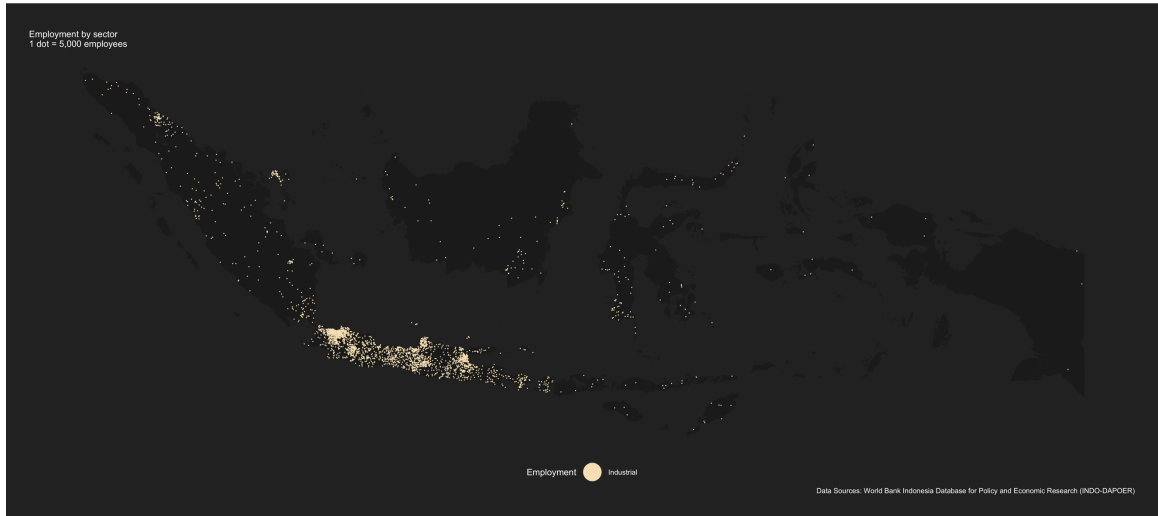 Employment by sector
1 dot = 5,000 employees
Employment
Industrial
Data Sources: World Bank Indonesia Database for Policy and Economic Research (INDO-DAPOER)